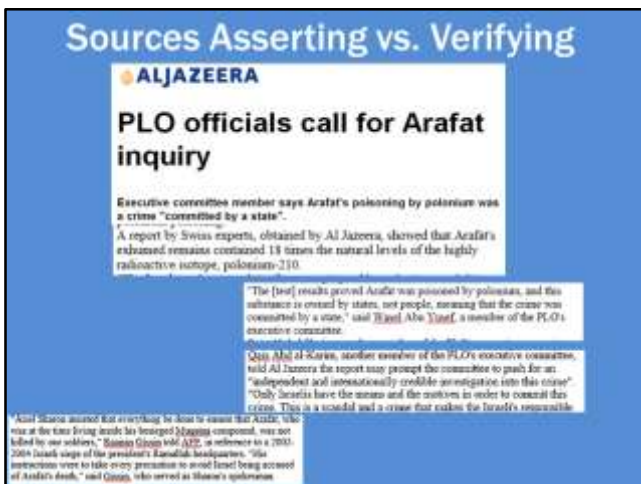 Sources Asserting vs. Verifying
ALJAZEERA
PLO officials call for Arafat
inquiry
Executive committee member says Arafat's poisoning by polonium was
a crime "committed by a state".
A report by Swiss experts, obtained by Al Jazeera, showed that Arafat's
exhumed remains contained 18 times the natural levels of the highly
radioactive isotope, polonium-210.
"The [test] results proved Arafat was poisoned by polonium, and this
substance is owned by states, not people, meaning that the crime was
committed by a state," said Wasel Abu Yusef, a member of the PLO's
executive committee.
Qais Abd al-Karim, another member of the PLO's executive committee,
told Al Jazeera the report may prompt the committee to push for an
"independent and internationally credible investigation into this crime".
"Only Israelis have the means and the motives in order to commit this
crime. This is a scandal and a crime that makes the Israelis responsible
Sharon insisted that everything be done to ensure that Arafat, who
was at the time living inside his besieged Muqataa compound, was not
killed by our soldiers," Raanan Gissin told AFP, in reference to a 2002-
2004 Israeli siege of the president's Ramallah headquarters. "His
instructions were to take every precaution to avoid Israel being accused
of Arafat's death," said Gissin, who served as Sharon's spokesman